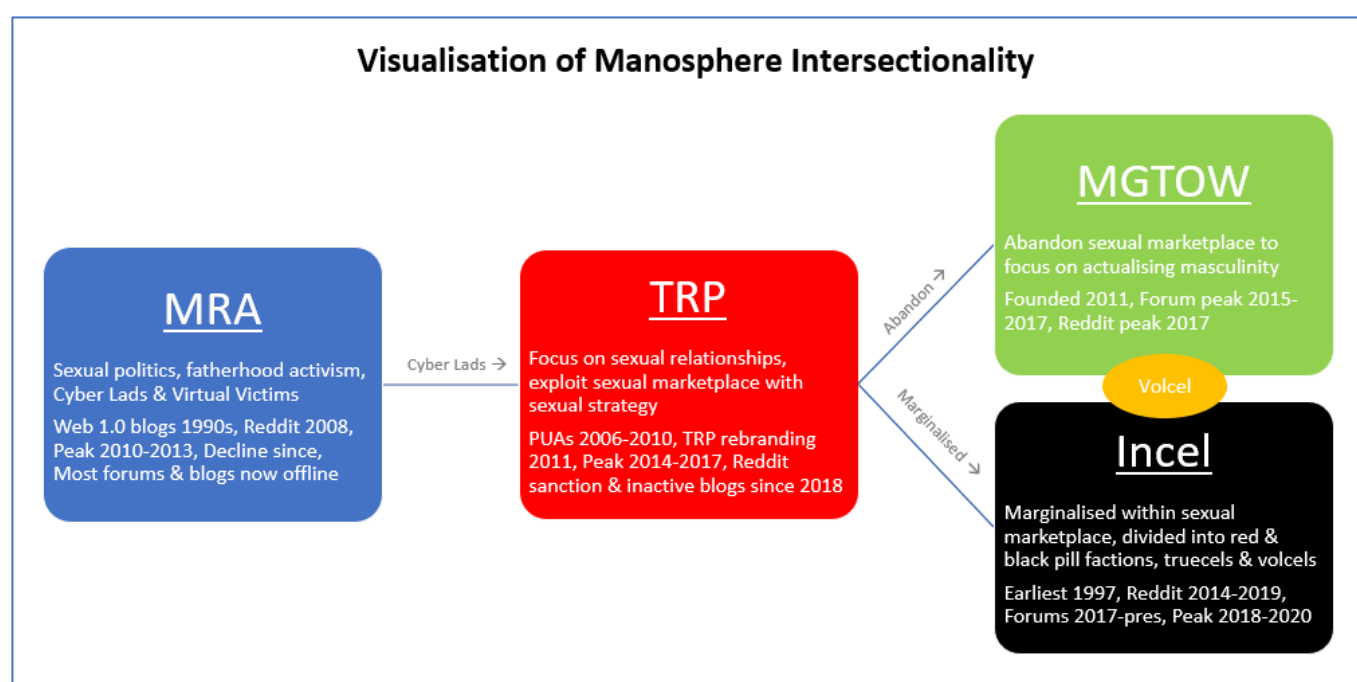 Visualisation of Manosphere Intersectionality
MRA
Sexual politics, fatherhood activism,
Cyber Lads & Virtual Victims
Web 1.0 blogs 1990s, Reddit 2008,
Peak 2010-2013, Decline since,
Most forums & blogs now offline
Cyber Lads →
TRP
Focus on sexual relationships,
exploit sexual marketplace with
sexual strategy
PUAs 2006-2010, TRP rebranding
2011, Peak 2014-2017, Reddit
sanction & inactive blogs since 2018
Abandon →
Marginalised →
MGTOW
Abandon sexual marketplace to
focus on actualising masculinity
Founded 2011, Forum peak 2015-
2017, Reddit peak 2017
Volcel
Incel
Marginalised within sexual
marketplace, divided into red &
black pill factions, truecels & volcels
Earliest 1997, Reddit 2014-2019,
Forums 2017-pres, Peak 2018-2020